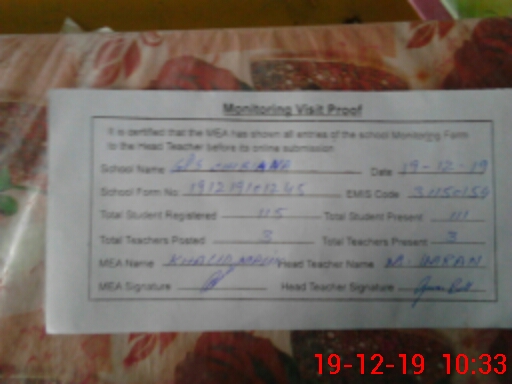 Monitoring Visit Proof
It is certified that the MEA has shown all entries of the school Monitoring Form
to the Head Teacher before its online submission
School Name GPS Date 19-12-19
School Form No EMIS Code
Total Student Registered 115 Total Student Present 111
Total Teachers Posted 3 Total Teachers Present 3
MEA Name KHALID Head Teacher Name M. IMRAN
MEA Signature Head Teacher Signature
19-12-19 10:33